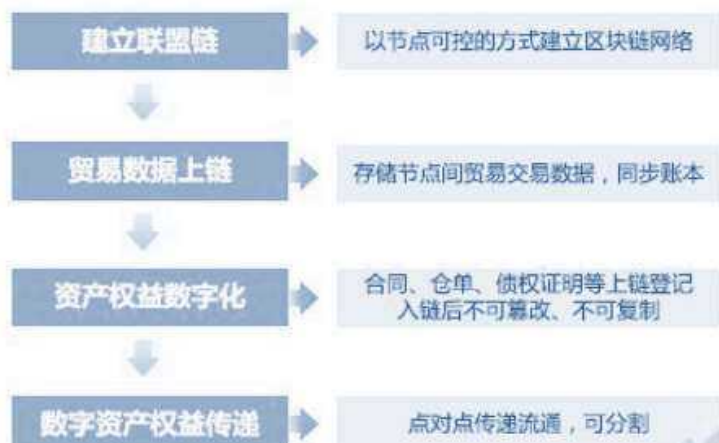 建立联盟链
以节点可控的方式建立区块链网络
贸易数据上链
存储节点间贸易交易数据，同步账本
资产权益数字化
合同、仓单、债权证明等上链登记
入链后不可篡改、不可复制
数字资产权益传递
点对点传递流通，可分割